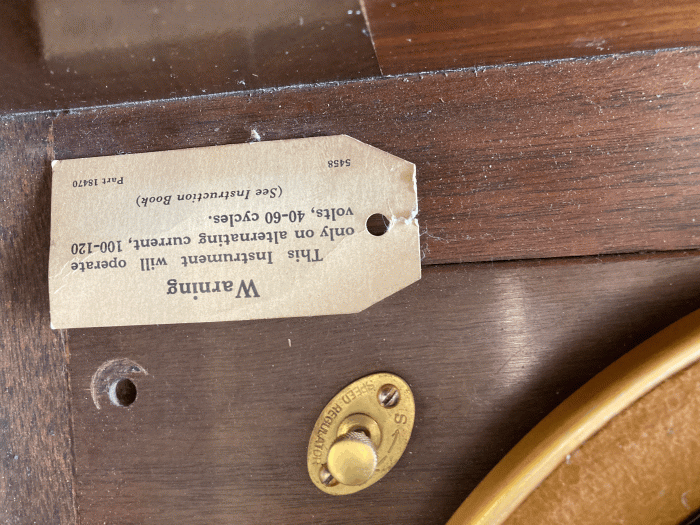 Warning
This Instrument will operate
only on alternating current, 100-120
volts, 40-60 cycles.
(See Instruction Book)
5458 Part 18470
SPEED REGULATOR
S